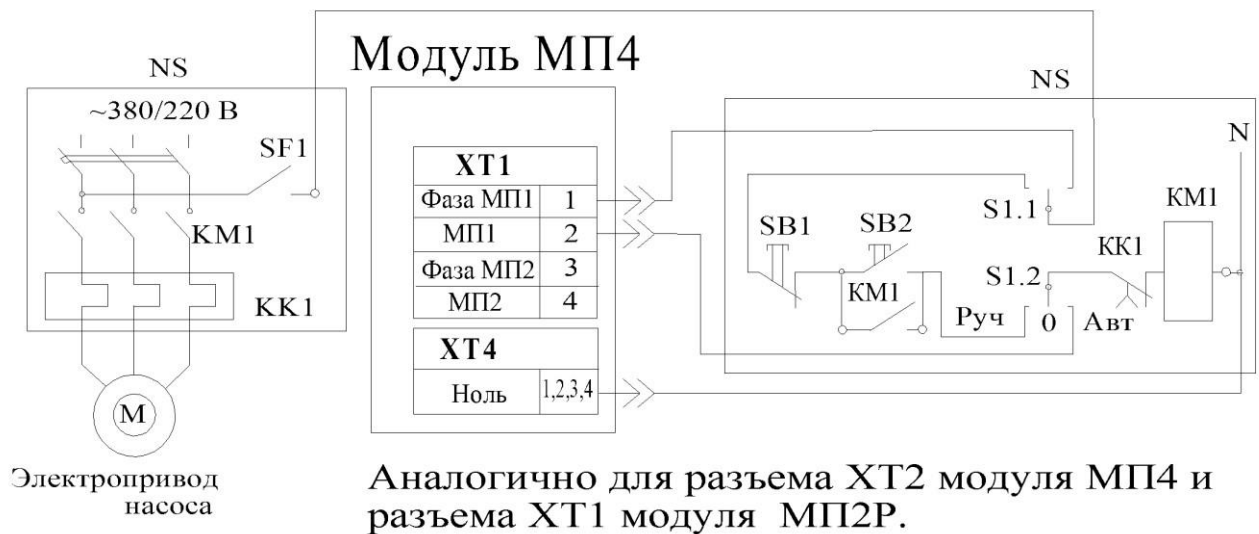 Модуль МП4
NS
~380/220 В
SF1
KM1
KK1
М
Электропривод
насоса
XT1
Фаза МП1 1
МП1 2
Фаза МП2 3
МП2 4
XT4
Ноль 1,2,3,4
NS
N
S1.1
KM1
SB1
SB2
KK1
S1.2
KM1
Руч
0
Авт
Аналогично для разъема ХТ2 модуля МП4 и
разъема ХТ1 модуля МП2Р.